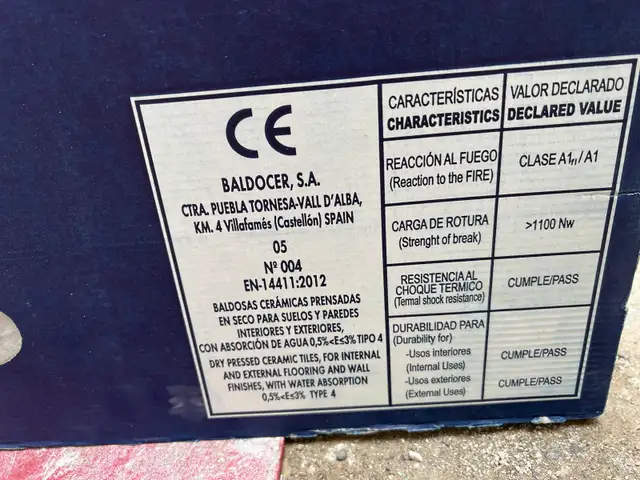 CE
BALDOCER, S.A.
CTRA. PUEBLA TORNESA-VALL D'ALBA,
KM. 4 Villafamés (Castellón) SPAIN
05
Nº 004
EN-14411:2012
BALDOSAS CERÁMICAS PRENSADAS
EN SECO PARA SUELOS Y PAREDES
INTERIORES Y EXTERIORES,
CON ABSORCIÓN DE AGUA 0,5%<E≤3% TIPO 4
DRY PRESSED CERAMIC TILES, FOR INTERNAL
AND EXTERNAL FLOORING AND WALL
FINISHES, WITH WATER ABSORPTION
0,5%<E≤3% TYPE 4
CARACTERÍSTICAS
CHARACTERISTICS
VALOR DECLARADO
DECLARED VALUE
REACCIÓN AL FUEGO
(Reaction to the FIRE)
CLASE A1fl / A1
CARGA DE ROTURA
(Strenght of break)
>1100 Nw
RESISTENCIA AL
CHOQUE TERMICO
(Termal shock resistance)
CUMPLE/PASS
DURABILIDAD PARA
(Durability for)
-Usos interiores
(Internal Uses)
CUMPLE/PASS
-Usos exteriores
(External Uses)
CUMPLE/PASS